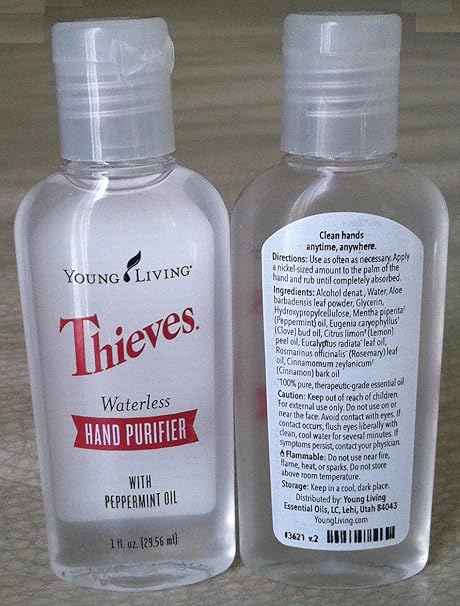 YOUNG LIVING®
Thieves®
Waterless
HAND PURIFIER
WITH
PEPPERMINT OIL
1 fl. oz. (29.56 ml)
Clean hands
anytime, anywhere.
Directions: Use as often as necessary. Apply
a nickel-sized amount to the palm of the
hand and rub until completely absorbed.
Ingredients: Alcohol denat., Water, Aloe
barbadensis leaf powder, Glycerin,
Hydroxypropylcellulose, Mentha piperita†
(Peppermint) oil, Eugenia caryophyllus†
(Clove) bud oil, Citrus limon† (Lemon)
peel oil, Eucalyptus radiata† leaf oil,
Rosmarinus officinalis† (Rosemary) leaf
oil, Cinnamomum zeylanicum†
(Cinnamon) bark oil
†100% pure, therapeutic-grade essential oil
Caution: Keep out of reach of children.
For external use only. Do not use on or
near the face. Avoid contact with eyes. If
contact occurs, flush eyes liberally with
clean, cool water for several minutes. If
symptoms persist, contact your physician.
Flammable: Do not use near fire,
flame, heat, or sparks. Do not store
above room temperature.
Storage: Keep in a cool, dark place.
Distributed by: Young Living
Essential Oils, LC, Lehi, Utah 84043
YoungLiving.com
#3621 v.2